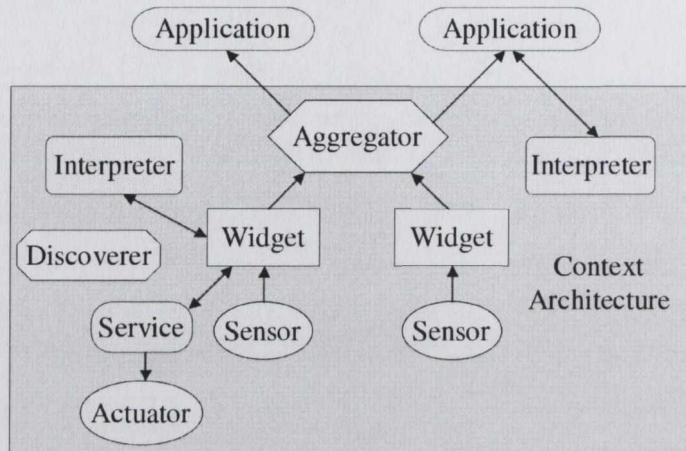 Application
Application
Aggregator
Interpreter
Interpreter
Widget
Widget
Discoverer
Context
Architecture
Service
Sensor
Sensor
Actuator